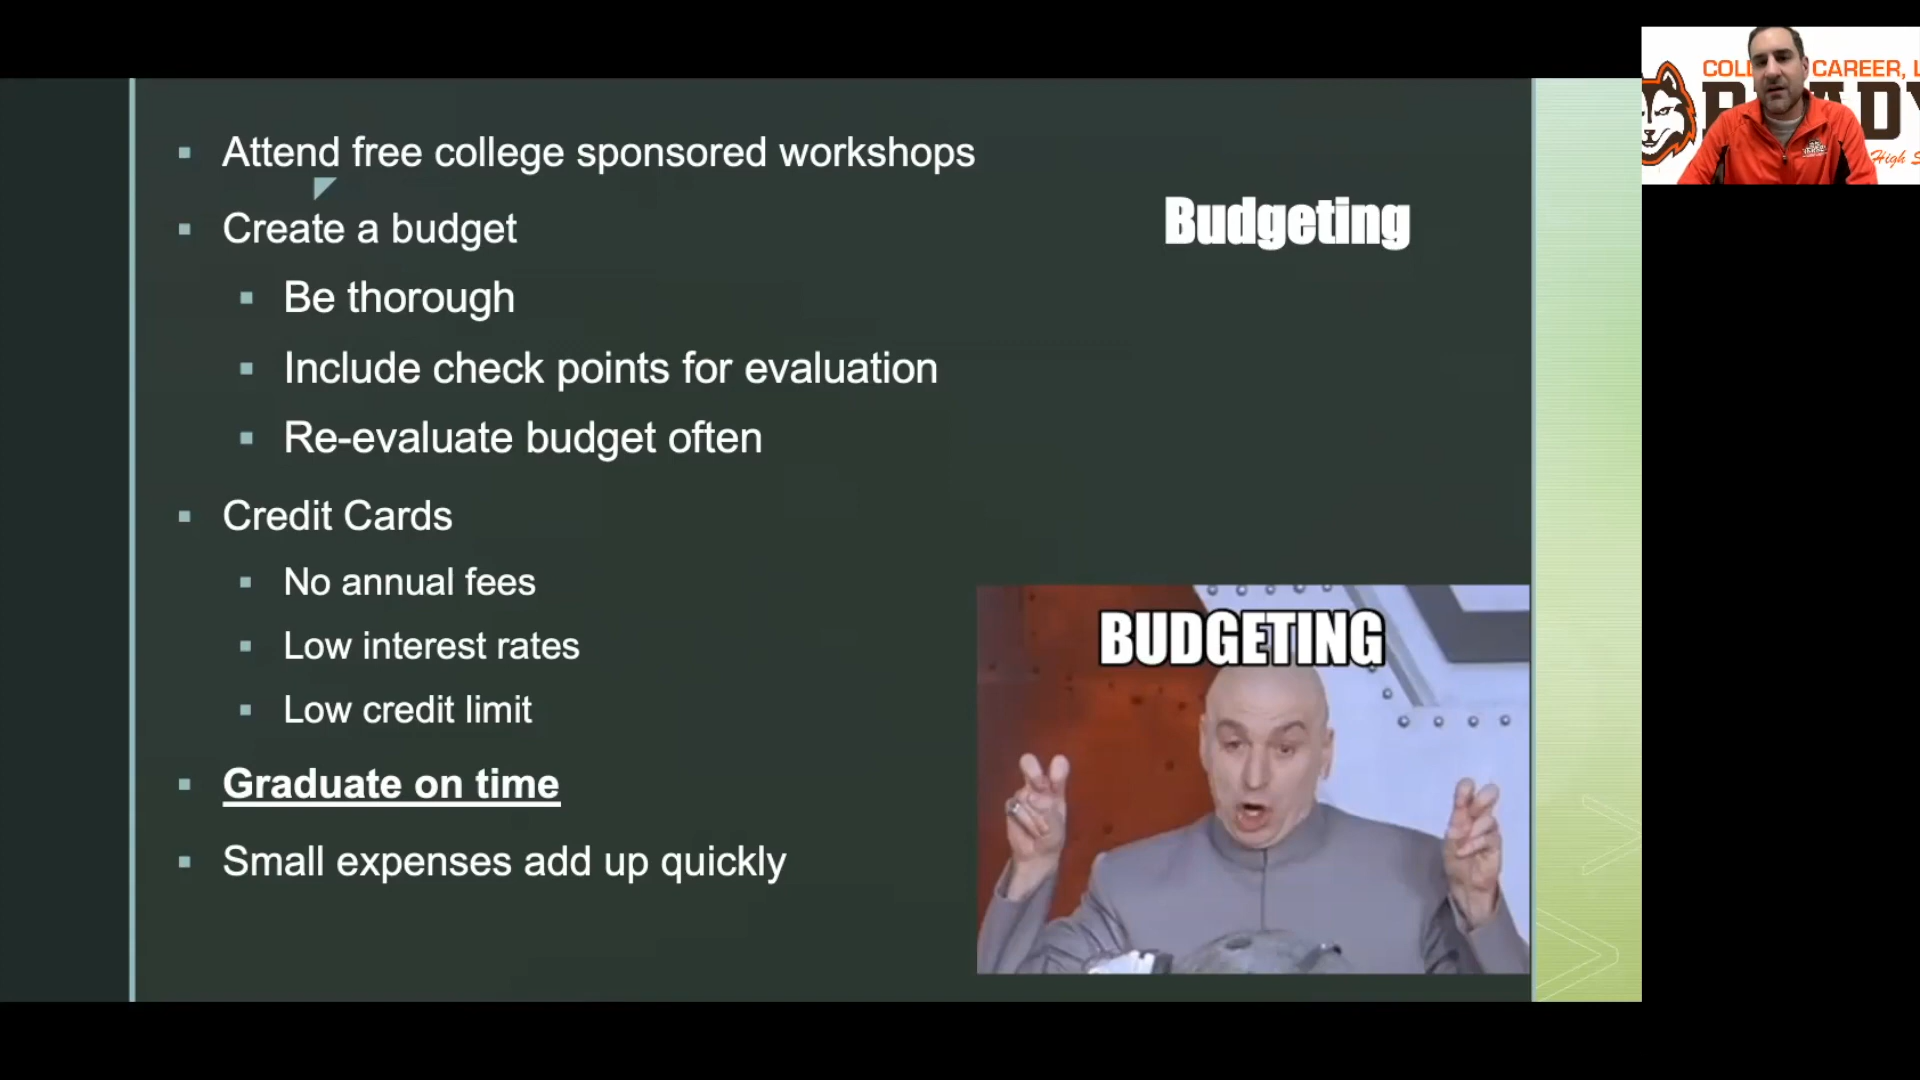 Attend free college sponsored workshops
Create a budget
Be thorough
Include check points for evaluation
Re-evaluate budget often
Credit Cards
No annual fees
Low interest rates
Low credit limit
Graduate on time
Small expenses add up quickly
Budgeting
BUDGETING
CAREER,
High